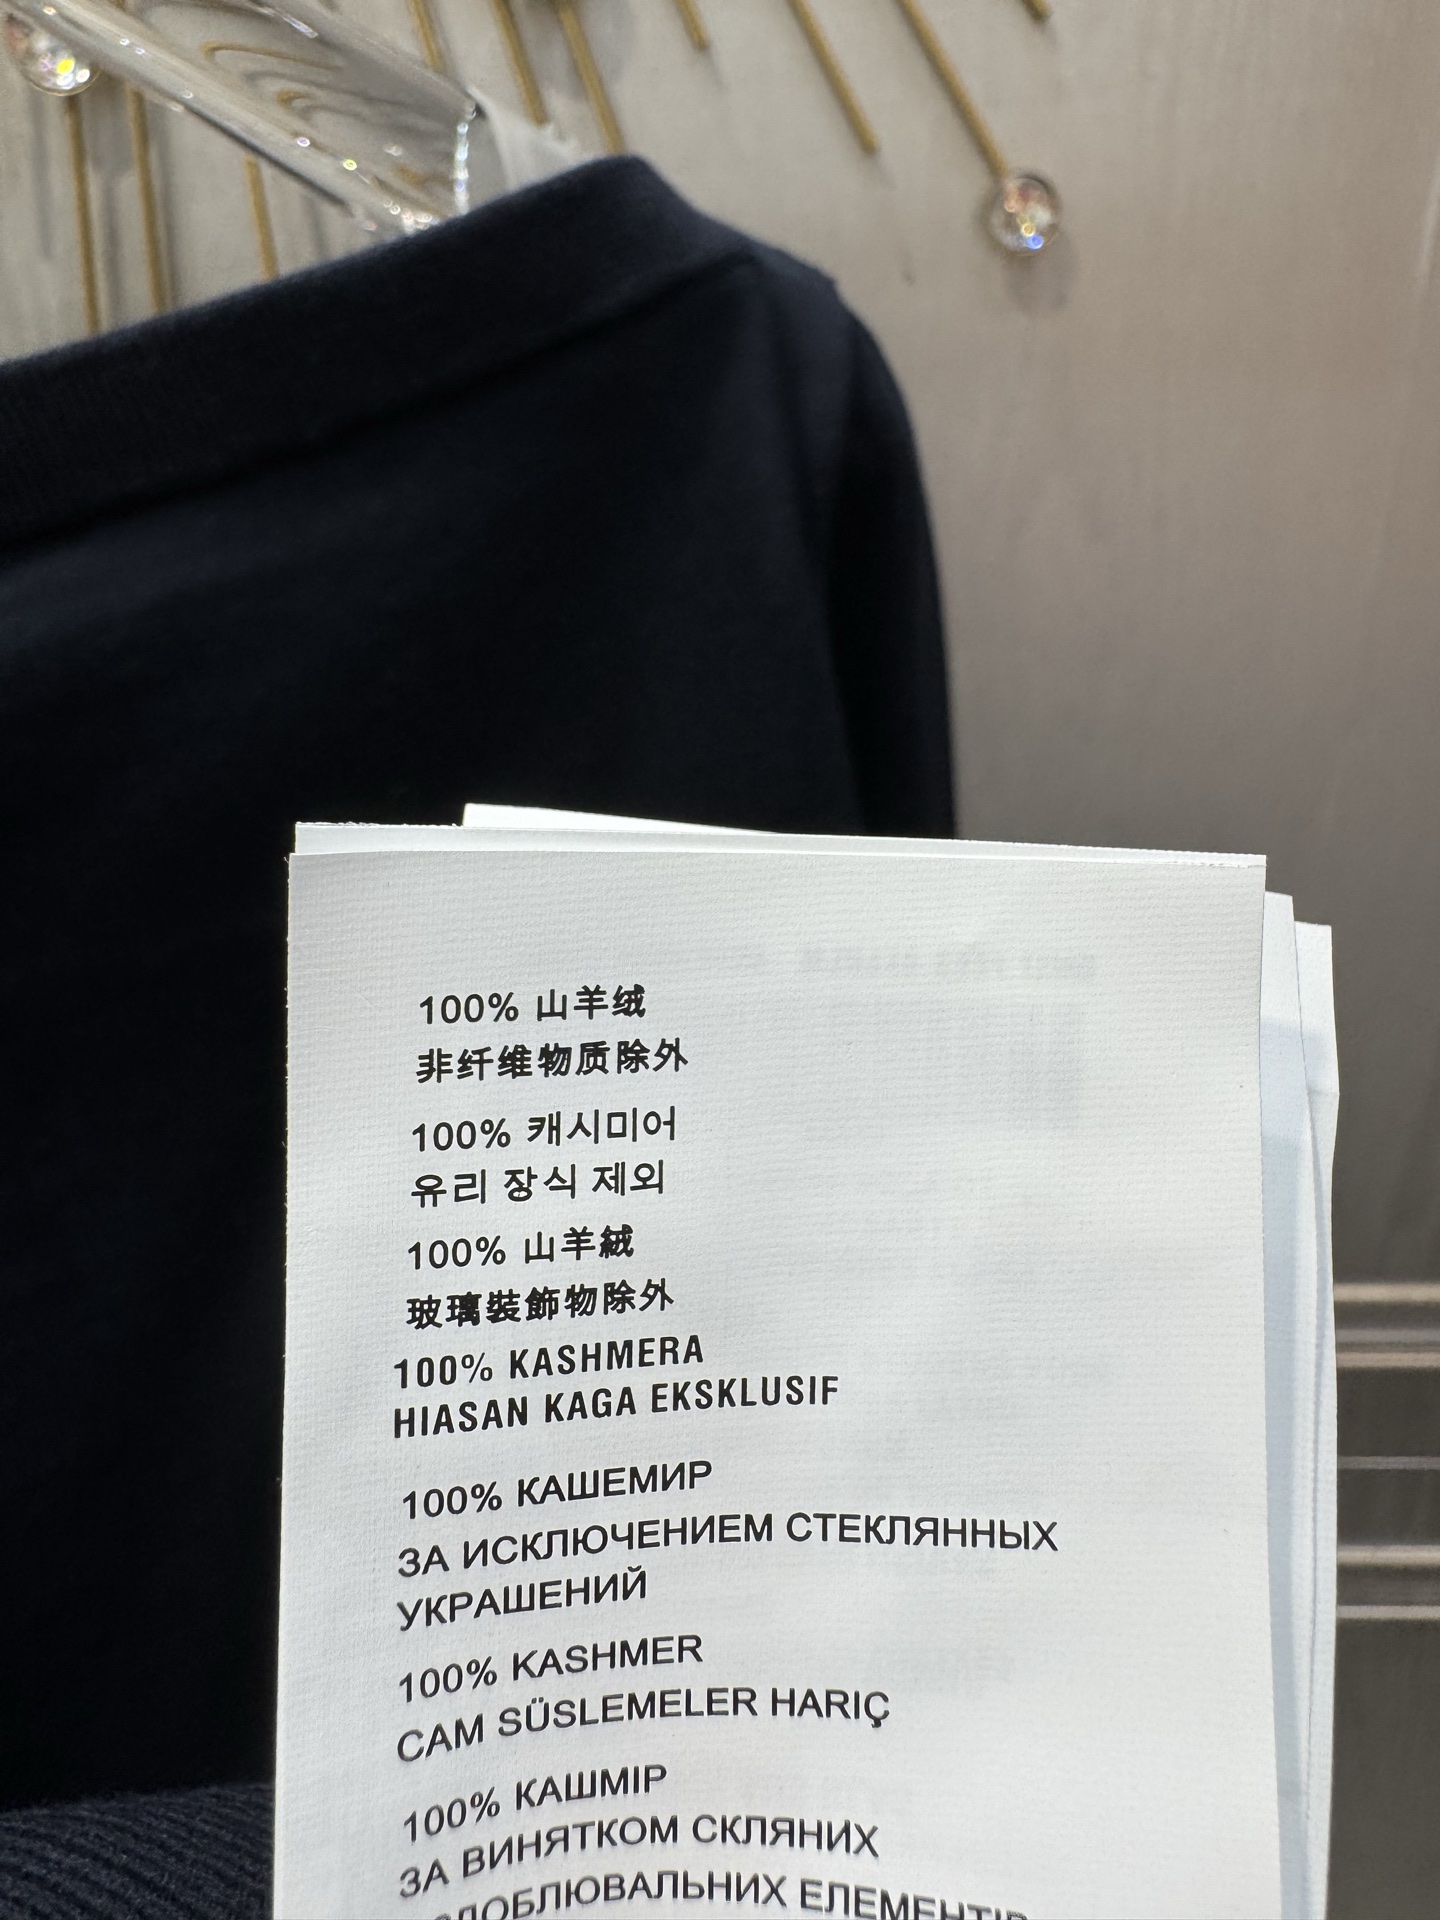 100% 山羊绒
非纤维物质除外
100% 캐시미어
유리 장식 제외
100% 山羊絨
玻璃裝飾物除外
100% KASHMERA
HIASAN KAGA EKSKLUSIF
100% КАШЕМИР
ЗА ИСКЛЮЧЕНИЕМ СТЕКЛЯННЫХ
УКРАШЕНИЙ
100% KASHMER
CAM SÜSLEMELER HARIÇ
100% КАШМІР
ЗА ВИНЯТКОМ СКЛЯНИХ